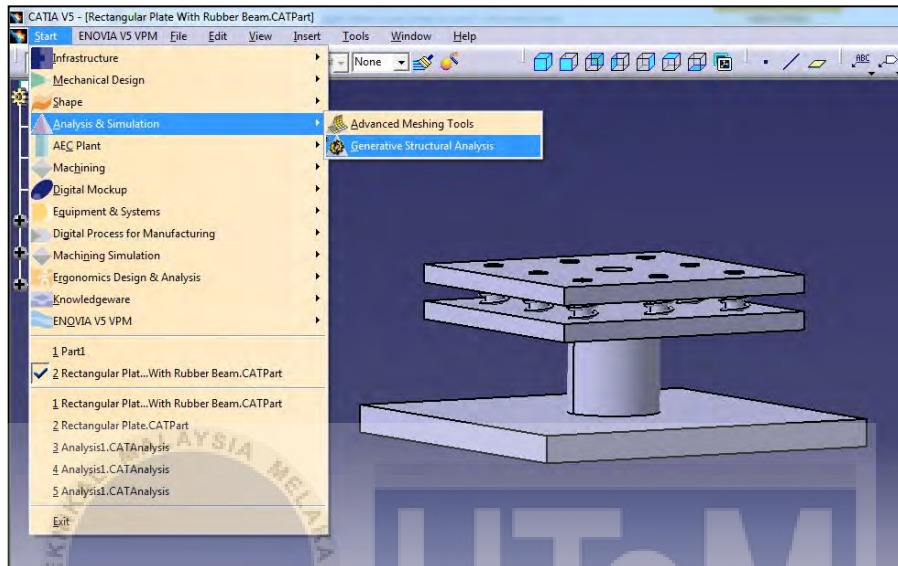 CATIA V5 - [Rectangular Plate With Rubber Beam.CATPart]
Start ENOVIA V5 VPM File Edit View Insert Tools Window Help
None
ABC
Infrastructure
Mechanical Design
Shape
Analysis & Simulation
Advanced Meshing Tools
Generative Structural Analysis
AEC Plant
Machining
Digital Mockup
Equipment & Systems
Digital Process for Manufacturing
Machining Simulation
Ergonomics Design & Analysis
Knowledgeware
ENOVIA V5 VPM
1 Part1
2 Rectangular Plat...With Rubber Beam.CATPart
1 Rectangular Plat...With Rubber Beam.CATPart
2 Rectangular Plate.CATPart
3 Analysis1.CATAnalysis
4 Analysis1.CATAnalysis
5 Analysis1.CATAnalysis
Exit
MALAYSIA
UTeM